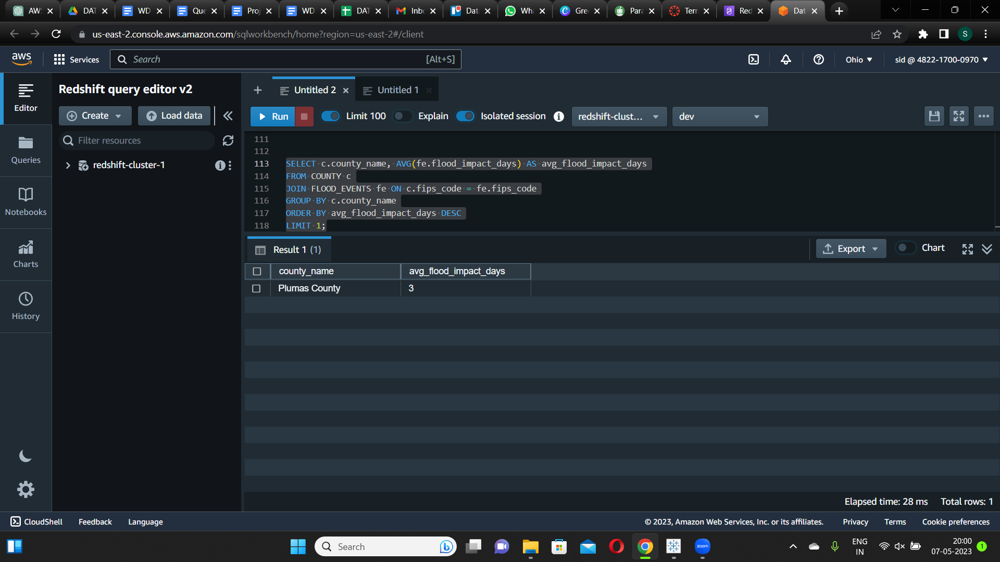 AW
DAT
WD
Que
Proj
WD
DAT
Inbo
Dat
Wha
Gre
Para
Tern
Red
Dat
us-east-2.console.aws.amazon.com/sqlworkbench/home?region=us-east-2#/client
S
aws
Services
Search
[Alt+S]
Ohio
sid @ 4822-1700-0970
Editor
Queries
Notebooks
Charts
History
Redshift query editor v2
Create
Load data
Filter resources
redshift-cluster-1
Untitled 2
Untitled 1
Run
Limit 100
Explain
Isolated session
redshift-clust...
dev
111
112
113 SELECT c.county_name, AVG(fe.flood_impact_days) AS avg_flood_impact_days
114 FROM COUNTY c
115 JOIN FLOOD_EVENTS fe ON c.fips_code = fe.fips_code
116 GROUP BY c.county_name
117 ORDER BY avg_flood_impact_days DESC
118 LIMIT 1;
Result 1 (1)
Export
Chart
county_name avg_flood_impact_days
Plumas County 3
Elapsed time: 28 ms Total rows: 1
CloudShell Feedback Language
© 2023, Amazon Web Services, Inc. or its affiliates. Privacy Terms Cookie preferences
Search
zoom
ENG
IN
20:00
07-05-2023
1